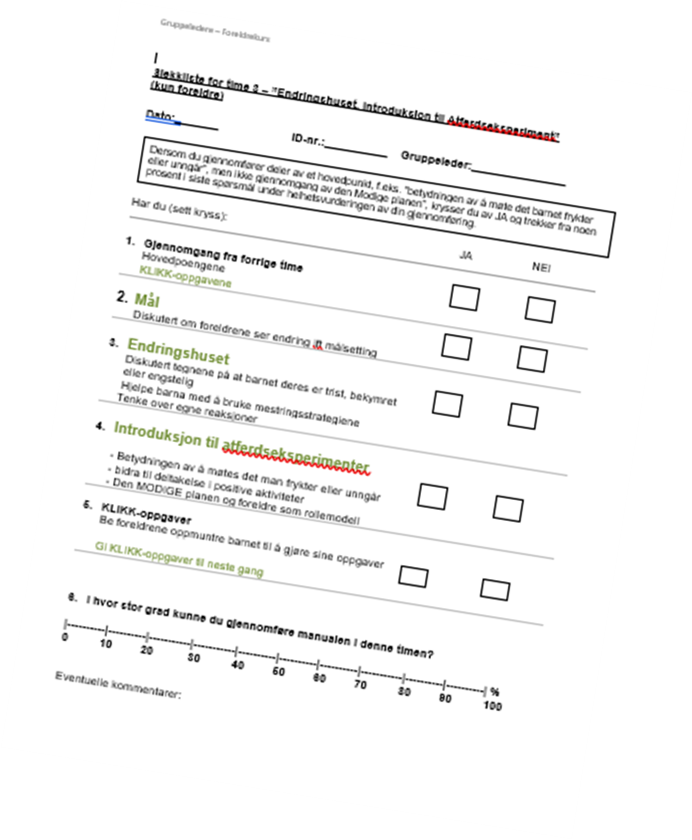 Gruppeledere – Foreldrekurs
Sjekkliste for time 3 – "Endringshuset, Introduksjon til Atferdseksperiment"
(kun foreldre)
Dato:_______ ID-nr.:__________ Gruppeleder:_______________
Dersom du gjennomfører deler av et hovedpunkt, f.eks. "betydningen av å møte det barnet frykter
eller unngår", men ikke gjennomgang av den Modige planen", krysser du av JA og trekker fra noen
prosent i siste spørsmål under helhetsvurderingen av din gjennomføring.
Har du (sett kryss):
JA NEI
1. Gjennomgang fra forrige time
Hovedpoengene
KLIKK-oppgavene
2. Mål
Diskutert om foreldrene ser endring ift målsetting
3. Endringshuset
Diskutert tegnene på at barnet deres er trist, bekymret
eller engstelig
Hjelpe barna med å bruke mestringsstrategiene
Tenke over egne reaksjoner
4. Introduksjon til atferdseksperimenter
- Betydningen av å møtes det man frykter eller unngår
- bidra til deltakelse i positive aktiviteter
- Den MODIGE planen og foreldre som rollemodell
5. KLIKK-oppgaver
Be foreldrene oppmuntre barnet til å gjøre sine oppgaver
Gi KLIKK-oppgaver til neste gang
6. I hvor stor grad kunne du gjennomføre manualen i denne timen?
%
0 10 20 30 40 50 60 70 80 90 100
Eventuelle kommentarer: